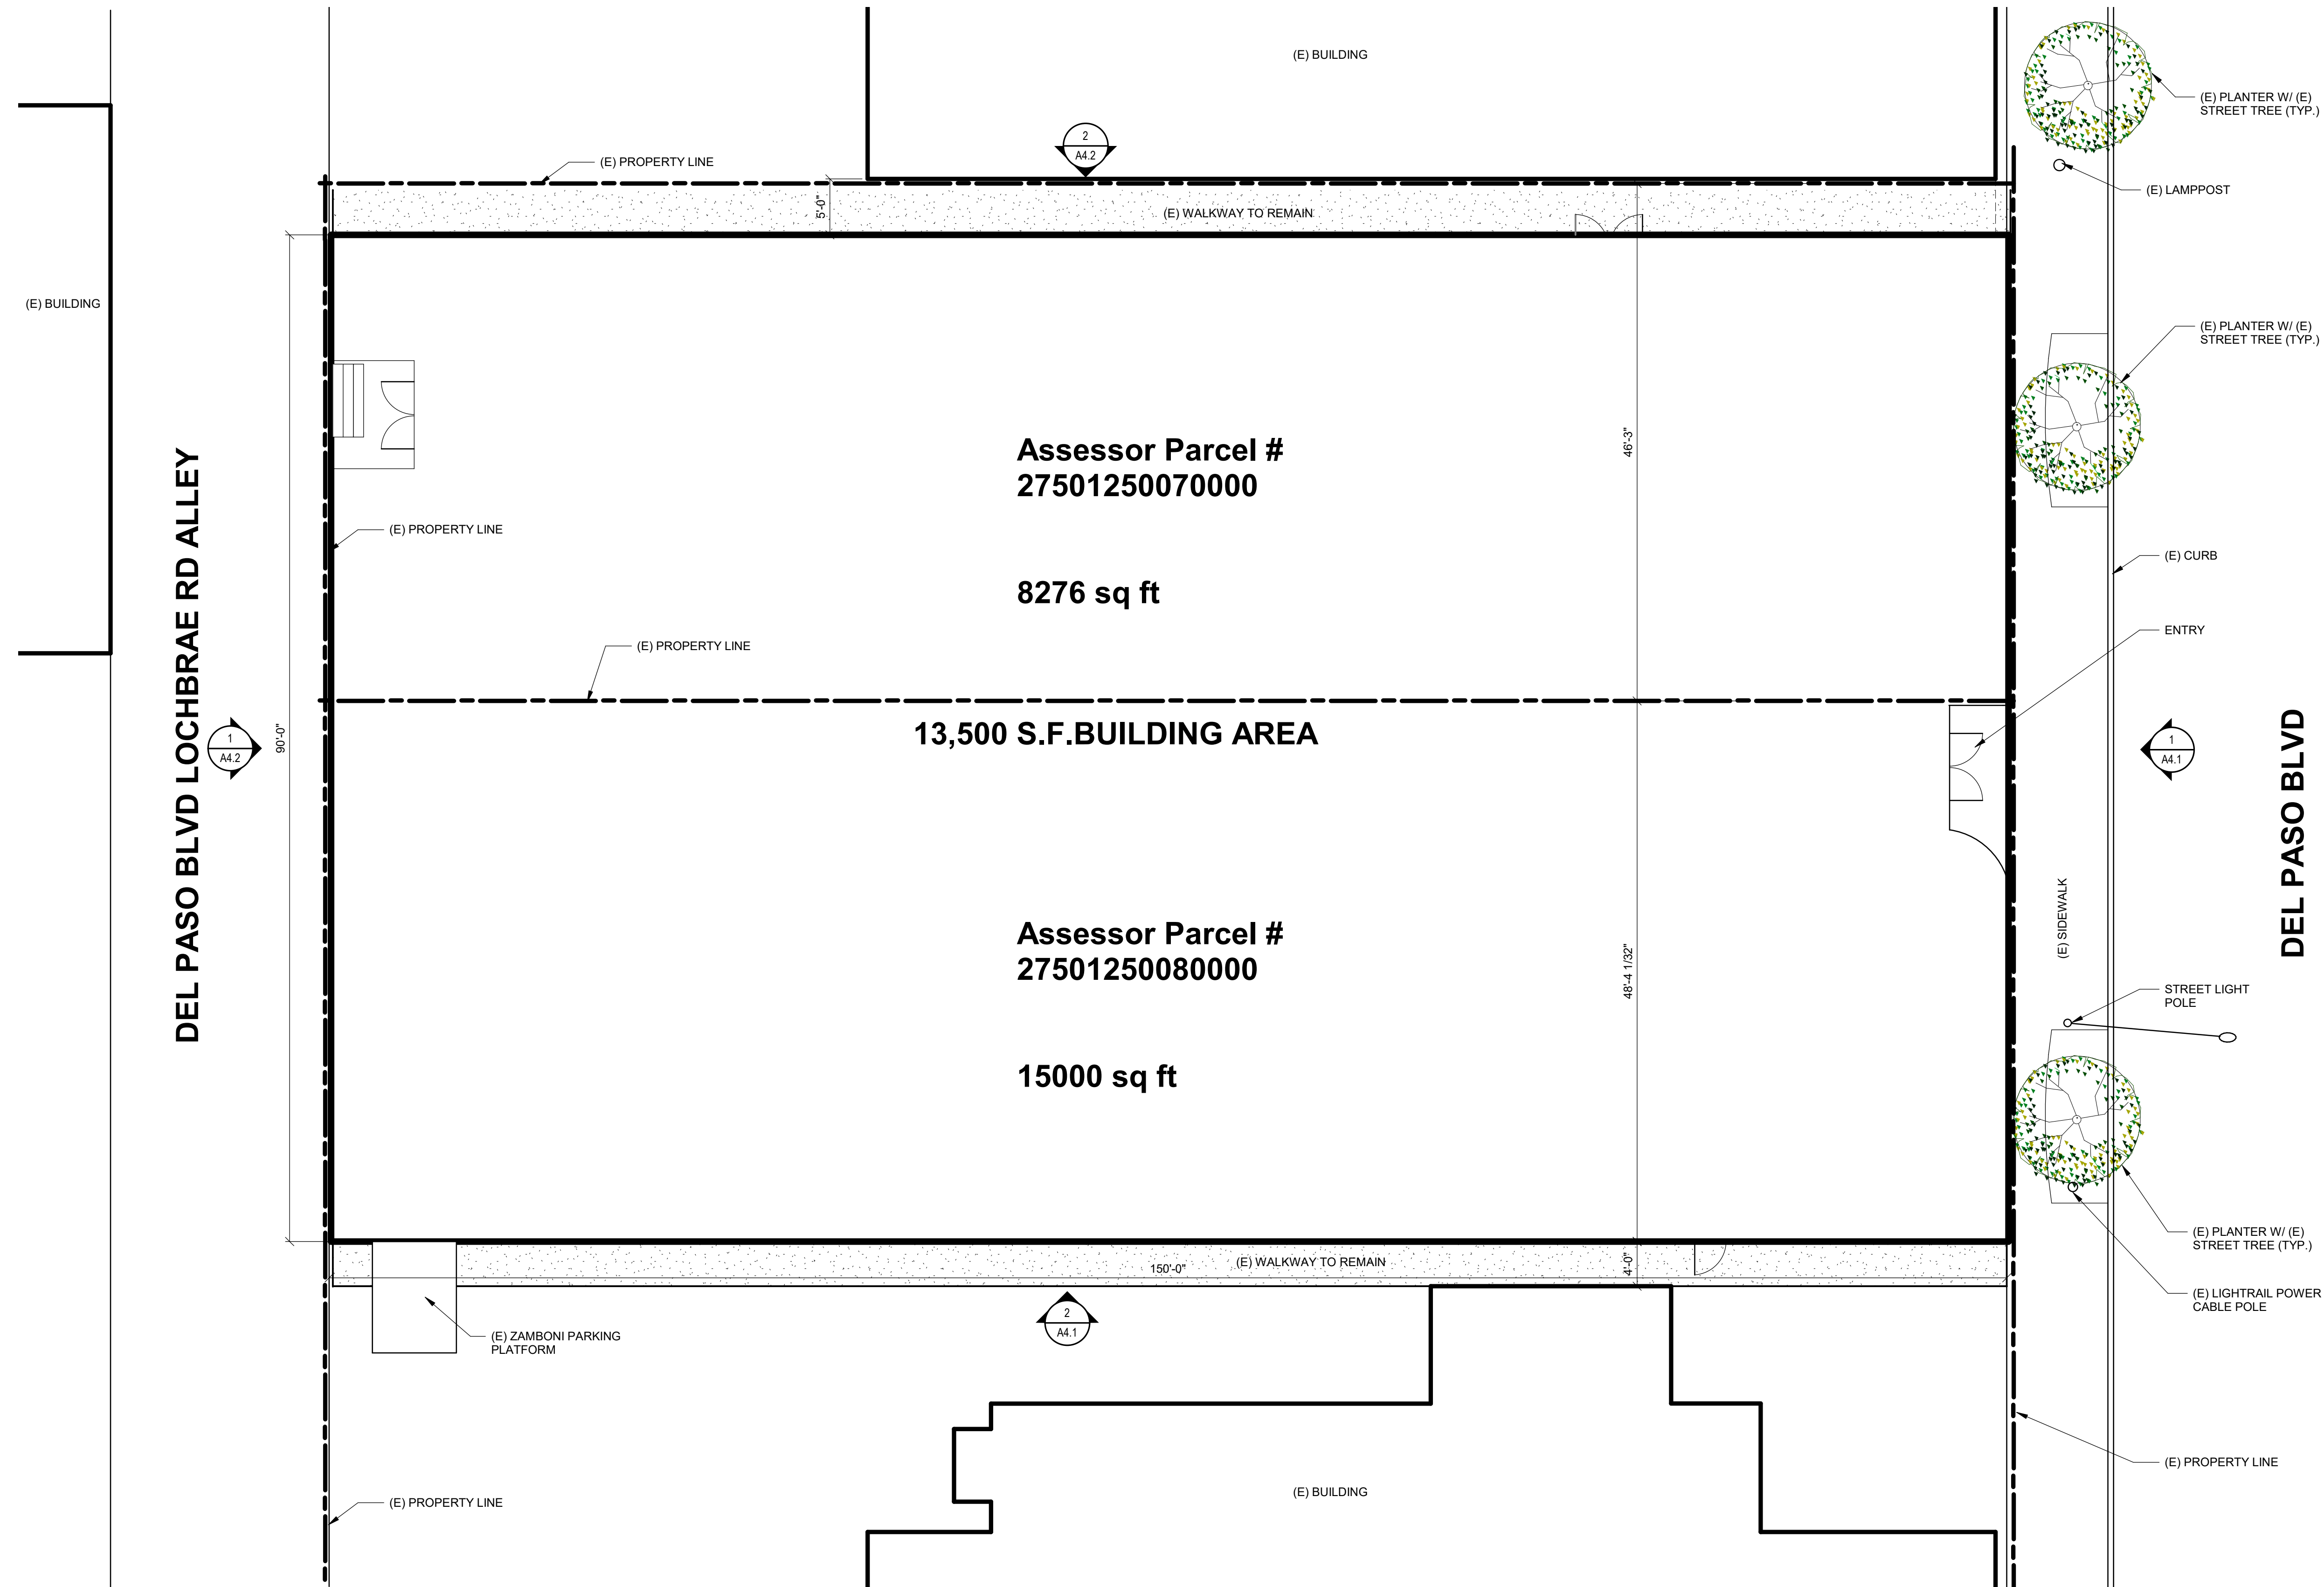 (E) BUILDING
(E) PLANTER W/ (E)
STREET TREE (TYP.)
2
A4.2
(E) PROPERTY LINE
(E) LAMPPOST
5'-0"
(E) WALKWAY TO REMAIN
(E) BUILDING
(E) PLANTER W/ (E)
STREET TREE (TYP.)
46'-3"
Assessor Parcel #
27501250070000
(E) PROPERTY LINE
(E) CURB
8276 sq ft
ENTRY
(E) PROPERTY LINE
DEL PASO BLVD LOCHBRAE RD ALLEY
1
A4.2
90'-0"
13,500 S.F.BUILDING AREA
1
A4.1
DEL PASO BLVD
(E) SIDEWALK
Assessor Parcel #
27501250080000
48'-4 1/32"
STREET LIGHT
POLE
15000 sq ft
(E) PLANTER W/ (E)
STREET TREE (TYP.)
(E) WALKWAY TO REMAIN
150'-0"
4'-0"
(E) LIGHTRAIL POWER
CABLE POLE
2
A4.1
(E) ZAMBONI PARKING
PLATFORM
(E) PROPERTY LINE
(E) BUILDING
(E) PROPERTY LINE